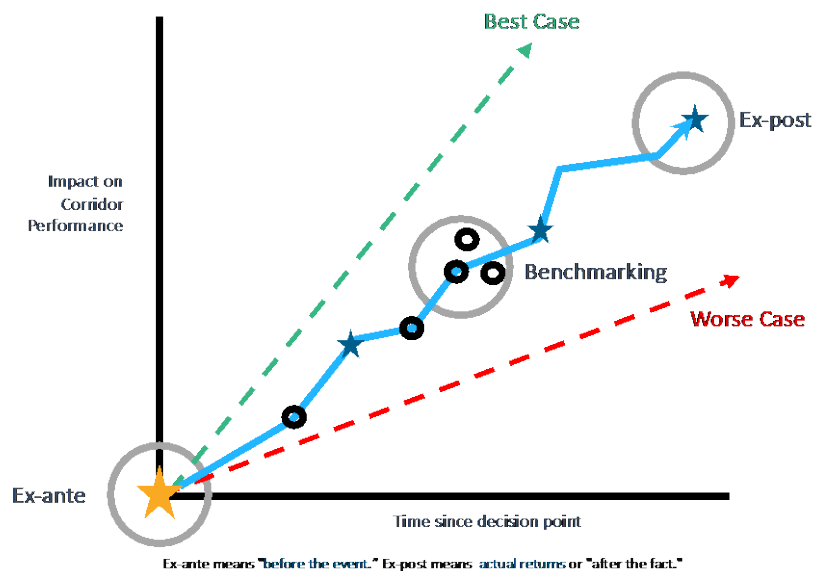 Best Case
Ex-post
Impact on
Corridor
Performance
Benchmarking
Worse Case
Ex-ante
Time since decision point
Ex-ante means "before the event." Ex-post means actual returns or "after the fact."